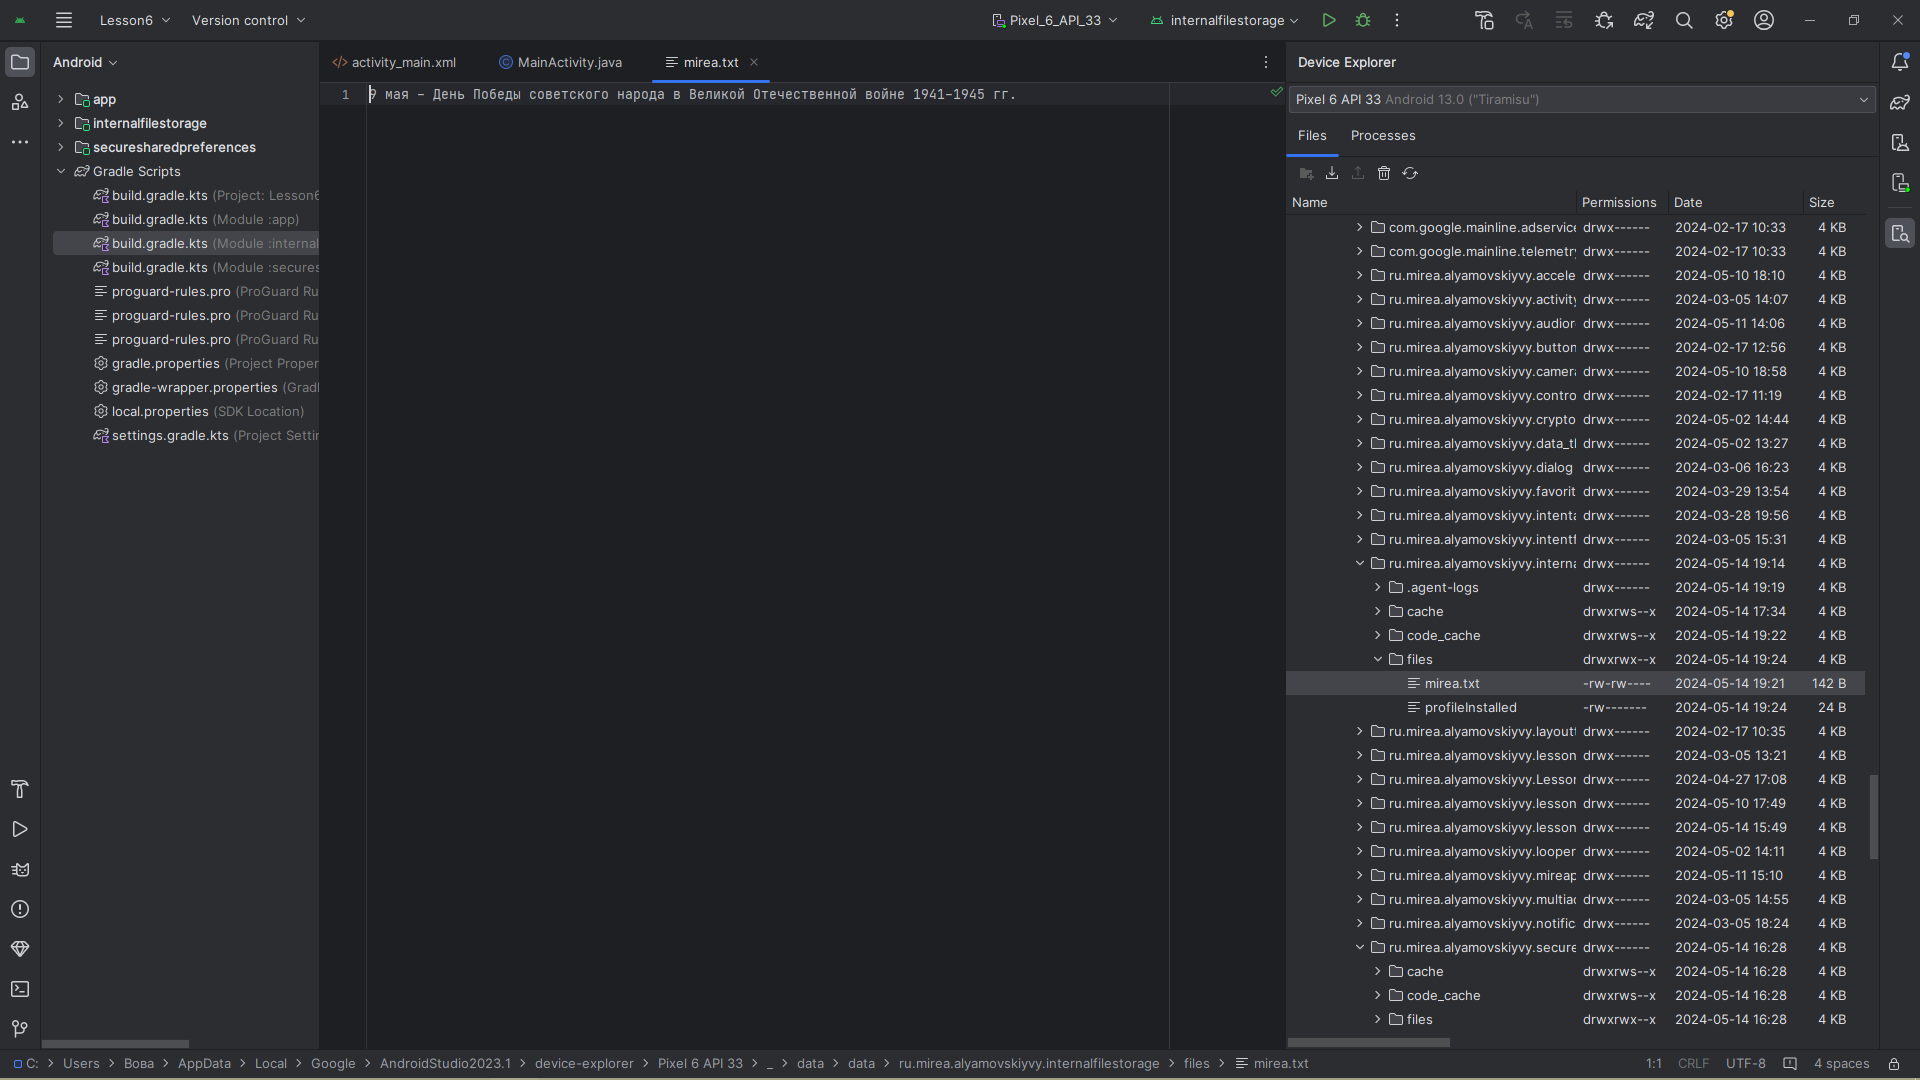 Lesson6 Version control Pixel_6_API_33 internalfilestorage
Android
app
internalfilestorage
securesharedpreferences
Gradle Scripts
build.gradle.kts (Project: Lesson6
build.gradle.kts (Module :app)
build.gradle.kts (Module :internal
build.gradle.kts (Module :secures
proguard-rules.pro (ProGuard Ru
proguard-rules.pro (ProGuard Ru
proguard-rules.pro (ProGuard Ru
gradle.properties (Project Proper
gradle-wrapper.properties (Grad
local.properties (SDK Location)
settings.gradle.kts (Project Settin
activity_main.xml MainActivity.java mirea.txt
1 9 мая - День Победы советского народа в Великой Отечественной войне 1941-1945 гг.
Device Explorer
Pixel 6 API 33 Android 13.0 ("Tiramisu")
Files Processes
Name Permissions Date Size
com.google.mainline.adservice drwx------ 2024-02-17 10:33 4 KB
com.google.mainline.telemetry drwx------ 2024-02-17 10:33 4 KB
ru.mirea.alyamovskiyvy.accele drwx------ 2024-05-10 18:10 4 KB
ru.mirea.alyamovskiyvy.activity drwx------ 2024-03-05 14:07 4 KB
ru.mirea.alyamovskiyvy.audior drwx------ 2024-05-11 14:06 4 KB
ru.mirea.alyamovskiyvy.button drwx------ 2024-02-17 12:56 4 KB
ru.mirea.alyamovskiyvy.camera drwx------ 2024-05-10 18:58 4 KB
ru.mirea.alyamovskiyvy.contro drwx------ 2024-02-17 11:19 4 KB
ru.mirea.alyamovskiyvy.crypto drwx------ 2024-05-02 14:44 4 KB
ru.mirea.alyamovskiyvy.data_tl drwx------ 2024-05-02 13:27 4 KB
ru.mirea.alyamovskiyvy.dialog drwx------ 2024-03-06 16:23 4 KB
ru.mirea.alyamovskiyvy.favorit drwx------ 2024-03-29 13:54 4 KB
ru.mirea.alyamovskiyvy.intenta drwx------ 2024-03-28 19:56 4 KB
ru.mirea.alyamovskiyvy.intentf drwx------ 2024-03-05 15:31 4 KB
ru.mirea.alyamovskiyvy.interna drwx------ 2024-05-14 19:14 4 KB
.agent-logs drwx------ 2024-05-14 19:19 4 KB
cache drwxrws--x 2024-05-14 17:34 4 KB
code_cache drwxrws--x 2024-05-14 19:22 4 KB
files drwxrwx--x 2024-05-14 19:24 4 KB
mirea.txt -rw-rw---- 2024-05-14 19:21 142 B
profileInstalled -rw------- 2024-05-14 19:24 24 B
ru.mirea.alyamovskiyvy.layoutt drwx------ 2024-02-17 10:35 4 KB
ru.mirea.alyamovskiyvy.lesson drwx------ 2024-03-05 13:21 4 KB
ru.mirea.alyamovskiyvy.Lesson drwx------ 2024-04-27 17:08 4 KB
ru.mirea.alyamovskiyvy.lesson drwx------ 2024-05-10 17:49 4 KB
ru.mirea.alyamovskiyvy.lesson drwx------ 2024-05-14 15:49 4 KB
ru.mirea.alyamovskiyvy.looper drwx------ 2024-05-02 14:11 4 KB
ru.mirea.alyamovskiyvy.mireap drwx------ 2024-05-11 15:10 4 KB
ru.mirea.alyamovskiyvy.multiac drwx------ 2024-03-05 14:55 4 KB
ru.mirea.alyamovskiyvy.notific drwx------ 2024-03-05 18:24 4 KB
ru.mirea.alyamovskiyvy.secure drwx------ 2024-05-14 16:28 4 KB
cache drwxrws--x 2024-05-14 16:28 4 KB
code_cache drwxrws--x 2024-05-14 16:28 4 KB
files drwxrwx--x 2024-05-14 16:28 4 KB
C: > Users > Вова > AppData > Local > Google > AndroidStudio2023.1 > device-explorer > Pixel 6 API 33 > _ > data > data > ru.mirea.alyamovskiyvy.internalfilestorage > files > mirea.txt 1:1 CRLF UTF-8 4 spaces